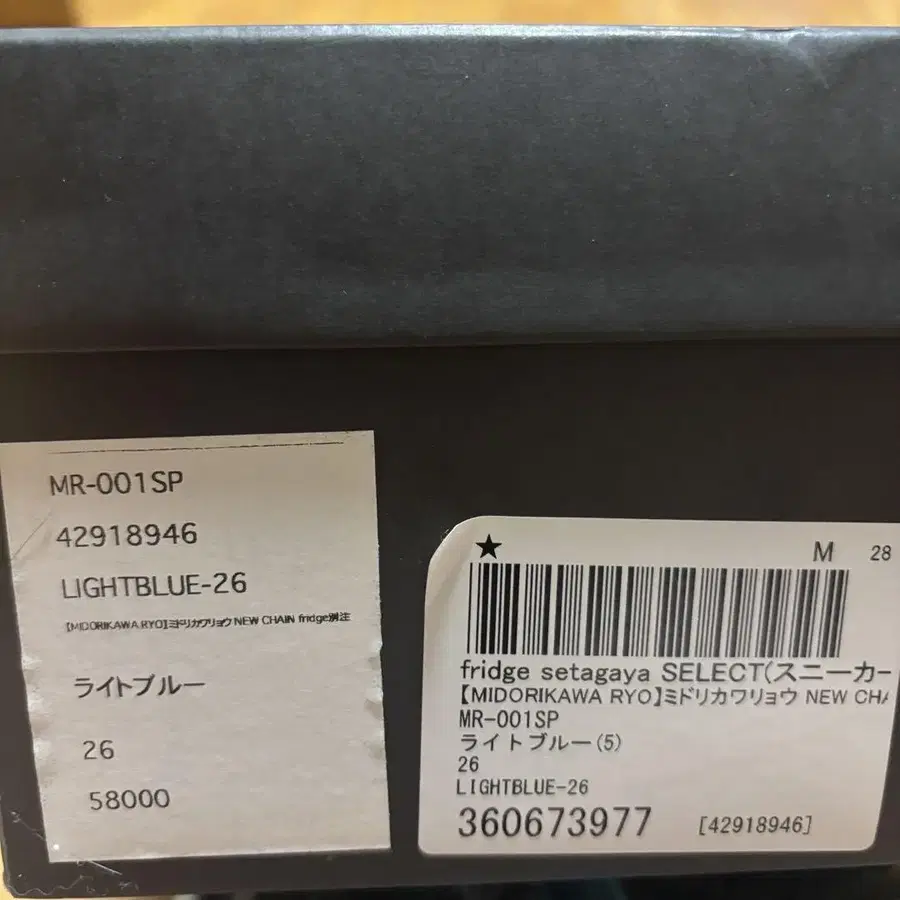 MR-001SP
42918946
LIGHTBLUE-26
【MIDORIKAWA RYO】ミドリカワリョウ NEW CHAIN fridge別注
ライトブルー
26
58000
★ M 28
fridge setagaya SELECT(スニーカー
【MIDORIKAWA RYO】ミドリカワリョウ NEW CHA
MR-001SP
ライトブルー(5)
26
LIGHTBLUE-26
360673977 [42918946]